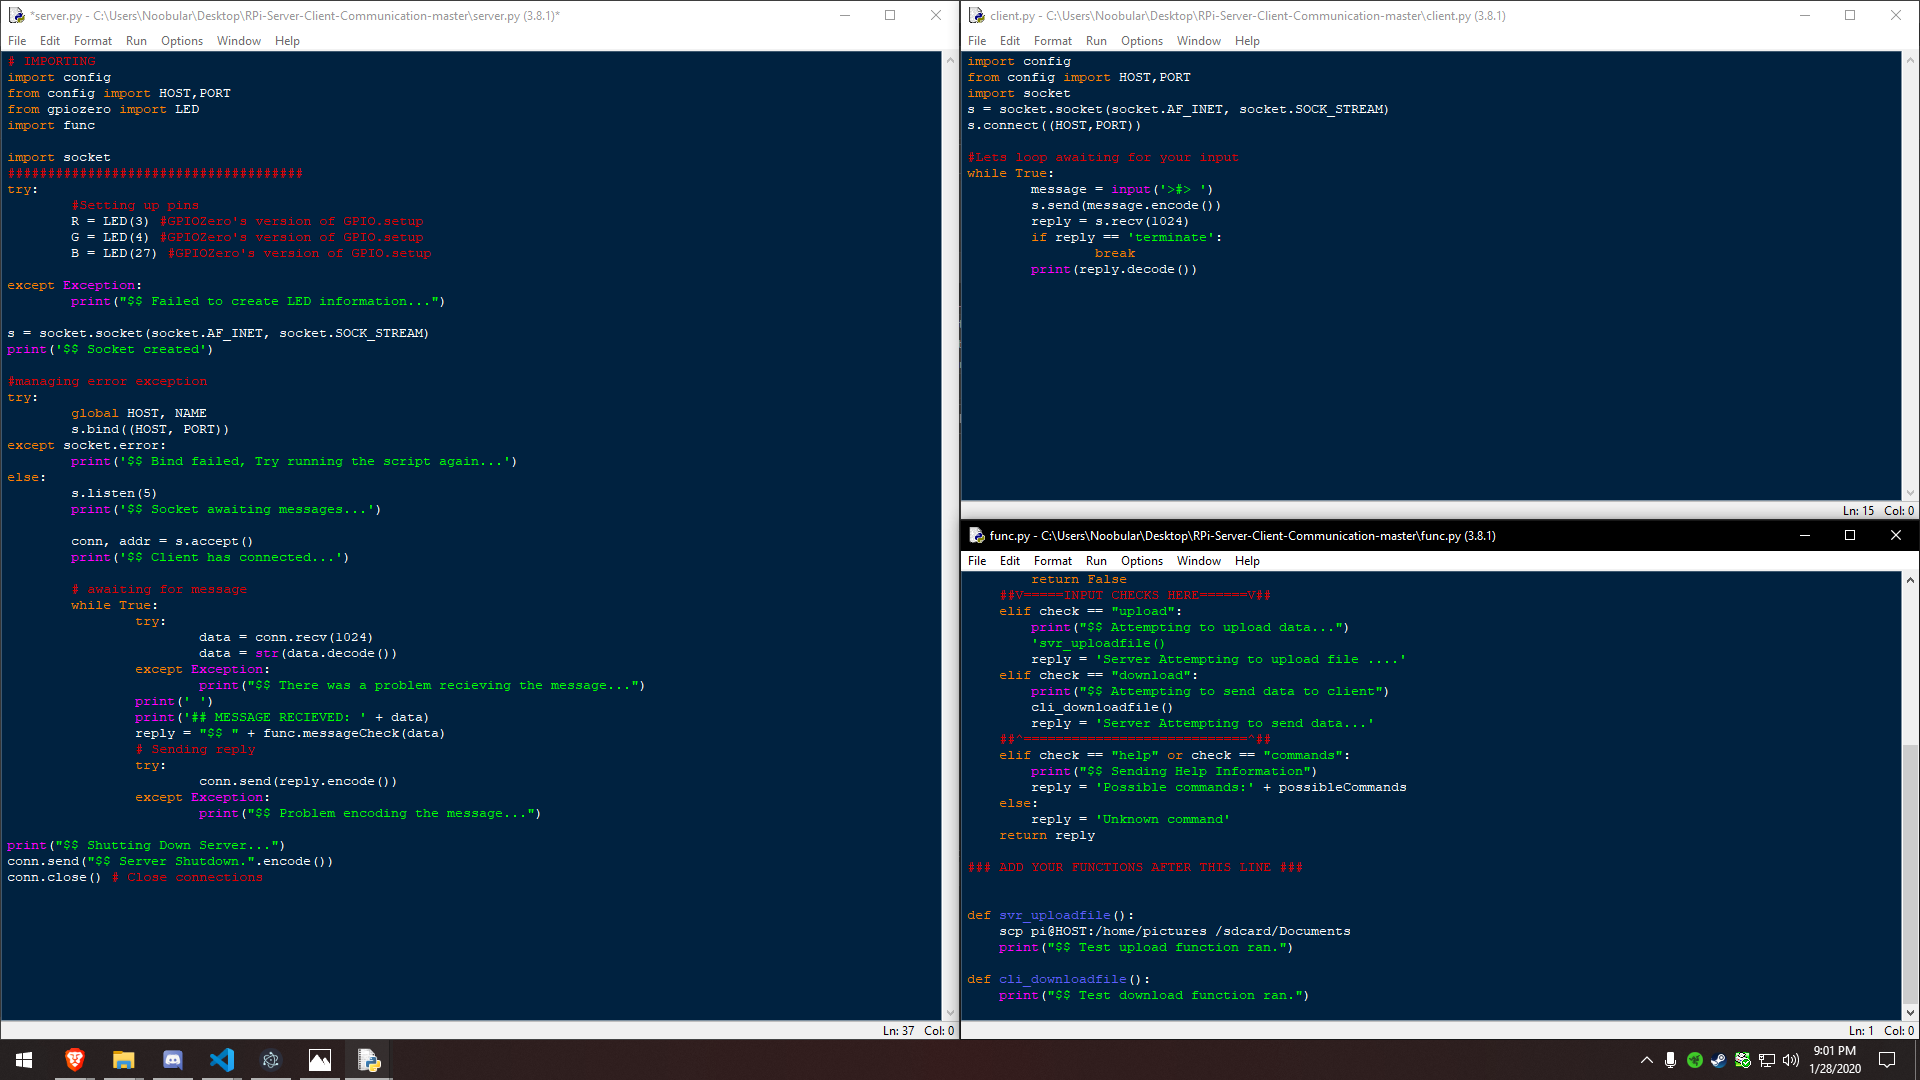 *server.py - C:\Users\Noobular\Desktop\RPi-Server-Client-Communication-master\server.py (3.8.1)*
File Edit Format Run Options Window Help
# IMPORTING
import config
from config import HOST,PORT
from gpiozero import LED
import func
import socket
#####################################
try:
#Setting up pins
R = LED(3) #GPIOZero's version of GPIO.setup
G = LED(4) #GPIOZero's version of GPIO.setup
B = LED(27) #GPIOZero's version of GPIO.setup
except Exception:
print("$$ Failed to create LED information...")
s = socket.socket(socket.AF_INET, socket.SOCK_STREAM)
print('$$ Socket created')
#managing error exception
try:
global HOST, NAME
s.bind((HOST, PORT))
except socket.error:
print('$$ Bind failed, Try running the script again...')
else:
s.listen(5)
print('$$ Socket awaiting messages...')
conn, addr = s.accept()
print('$$ Client has connected...')
# awaiting for message
while True:
try:
data = conn.recv(1024)
data = str(data.decode())
except Exception:
print("$$ There was a problem recieving the message...")
print(' ')
print('## MESSAGE RECIEVED: ' + data)
reply = "$$ " + func.messageCheck(data)
# Sending reply
try:
conn.send(reply.encode())
except Exception:
print("$$ Problem encoding the message...")
print("$$ Shutting Down Server...")
conn.send("$$ Server Shutdown.".encode())
conn.close() # Close connections
Ln: 37 Col: 0
client.py - C:\Users\Noobular\Desktop\RPi-Server-Client-Communication-master\client.py (3.8.1)
File Edit Format Run Options Window Help
import config
from config import HOST,PORT
import socket
s = socket.socket(socket.AF_INET, socket.SOCK_STREAM)
s.connect((HOST,PORT))
#Lets loop awaiting for your input
while True:
message = input('>#> ')
s.send(message.encode())
reply = s.recv(1024)
if reply == 'terminate':
break
print(reply.decode())
Ln: 15 Col: 0
func.py - C:\Users\Noobular\Desktop\RPi-Server-Client-Communication-master\func.py (3.8.1)
File Edit Format Run Options Window Help
return False
##V=====INPUT CHECKS HERE======V##
elif check == "upload":
print("$$ Attempting to upload data...")
'svr_uploadfile()
reply = 'Server Attempting to upload file ....'
elif check == "download":
print("$$ Attempting to send data to client")
cli_downloadfile()
reply = 'Server Attempting to send data...'
##^============================^##
elif check == "help" or check == "commands":
print("$$ Sending Help Information")
reply = 'Possible commands:' + possibleCommands
else:
reply = 'Unknown command'
return reply
### ADD YOUR FUNCTIONS AFTER THIS LINE ###
def svr_uploadfile():
scp pi@HOST:/home/pictures /sdcard/Documents
print("$$ Test upload function ran.")
def cli_downloadfile():
print("$$ Test download function ran.")
Ln: 1 Col: 0
9:01 PM
1/28/2020